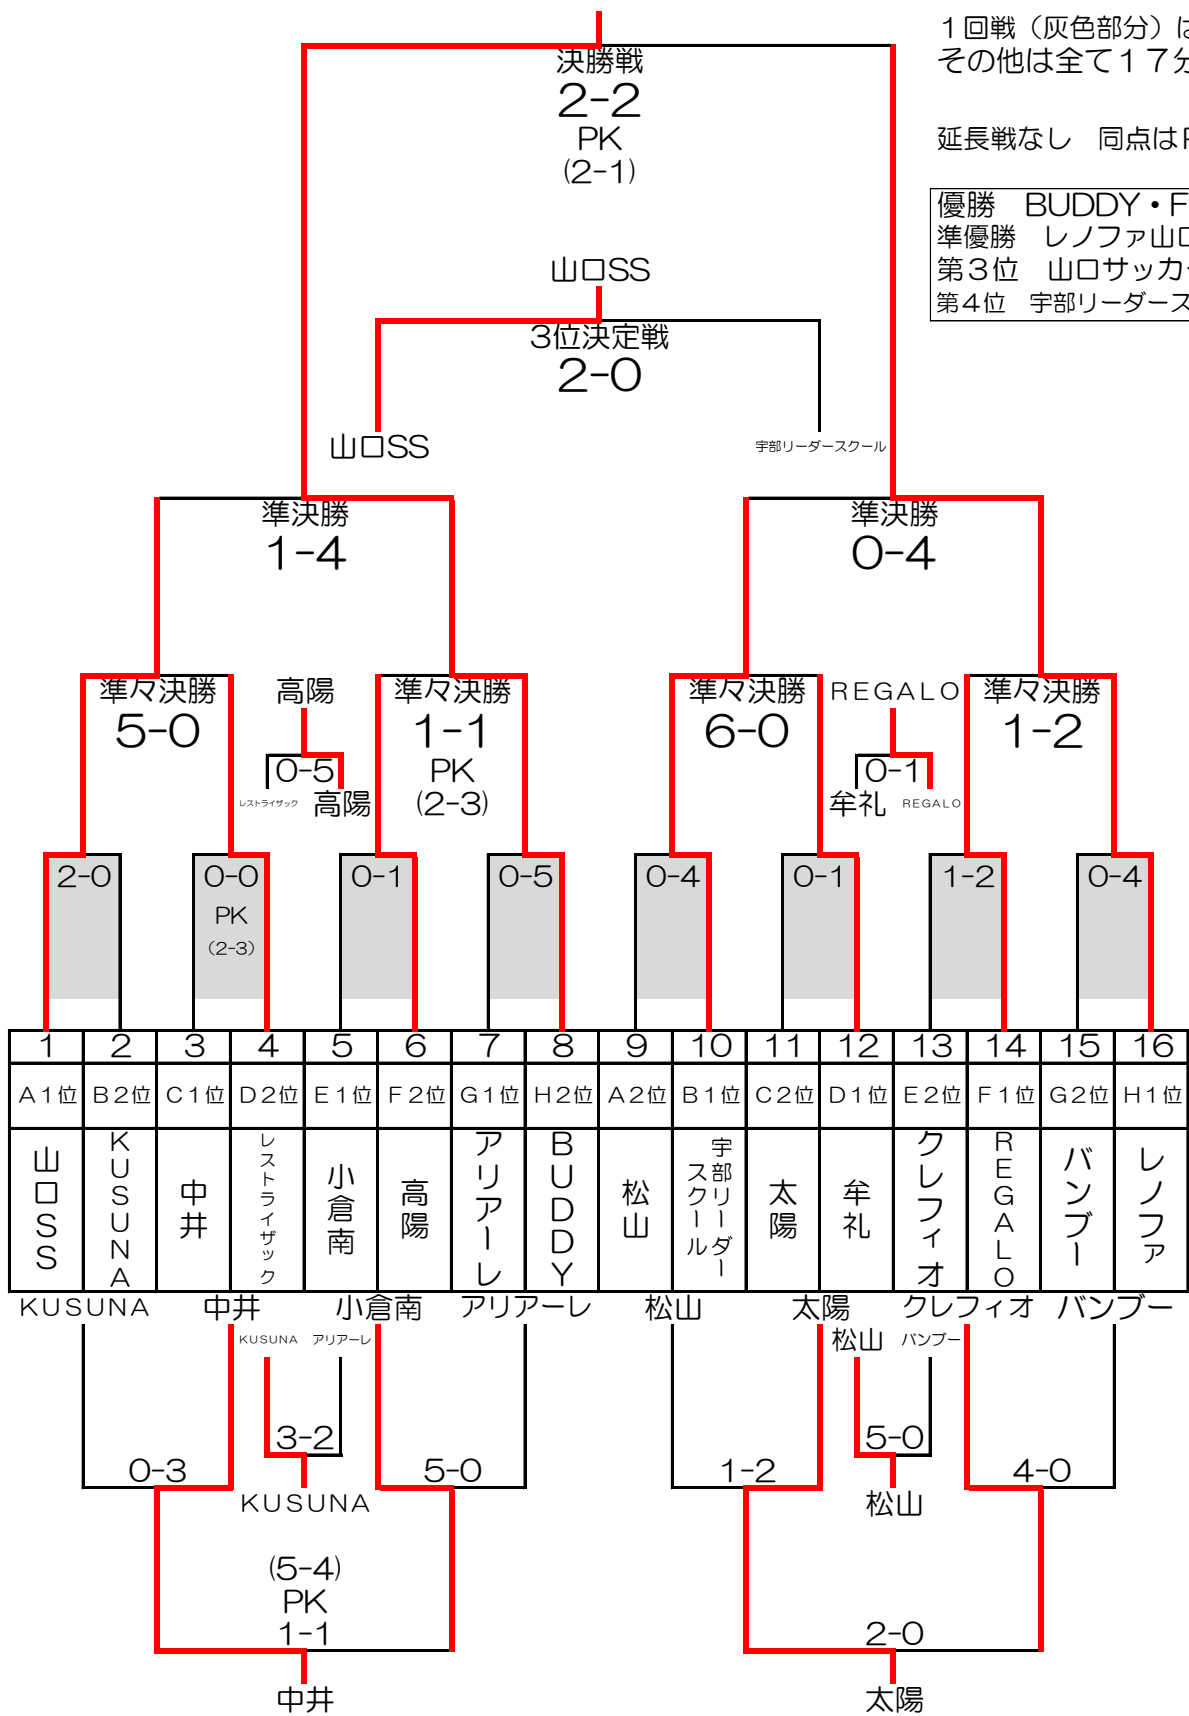 １回戦（灰色部分）は
その他は全て１７分
決勝戦
2-2
PK
(2-1)
延長戦なし　同点はP
優勝　BUDDY・F
準優勝　レノファ山口
第３位　山口サッカー
第４位　宇部リーダース
山口SS
3位決定戦
2-0
山口SS
宇部リーダースクール
準決勝
1-4
準決勝
0-4
準々決勝
5-0
高陽
0-5
レストライザック
高陽
準々決勝
1-1
PK
(2-3)
準々決勝
6-0
REGALO
0-1
牟礼
REGALO
準々決勝
1-2
2-0
0-0
PK
(2-3)
0-1
0-5
0-4
0-1
1-2
0-4
1 2 3 4 5 6 7 8 9 10 11 12 13 14 15 16
A1位 B2位 C1位 D2位 E1位 F2位 G1位 H2位 A2位 B1位 C2位 D1位 E2位 F1位 G2位 H1位
山口SS
KUSUNA
中井
レストライザック
小倉南
高陽
アリアーレ
BUDDY
松山
宇部リーダー
スクール
太陽
牟礼
クレフィオ
REGALO
バンブー
レノファ
KUSUNA 中井 小倉南 アリアーレ 松山 太陽 クレフィオ バンブー
KUSUNA アリアーレ 松山 バンブー
3-2
5-0
0-3
5-0
1-2
4-0
KUSUNA
松山
(5-4)
PK
1-1
2-0
中井
太陽